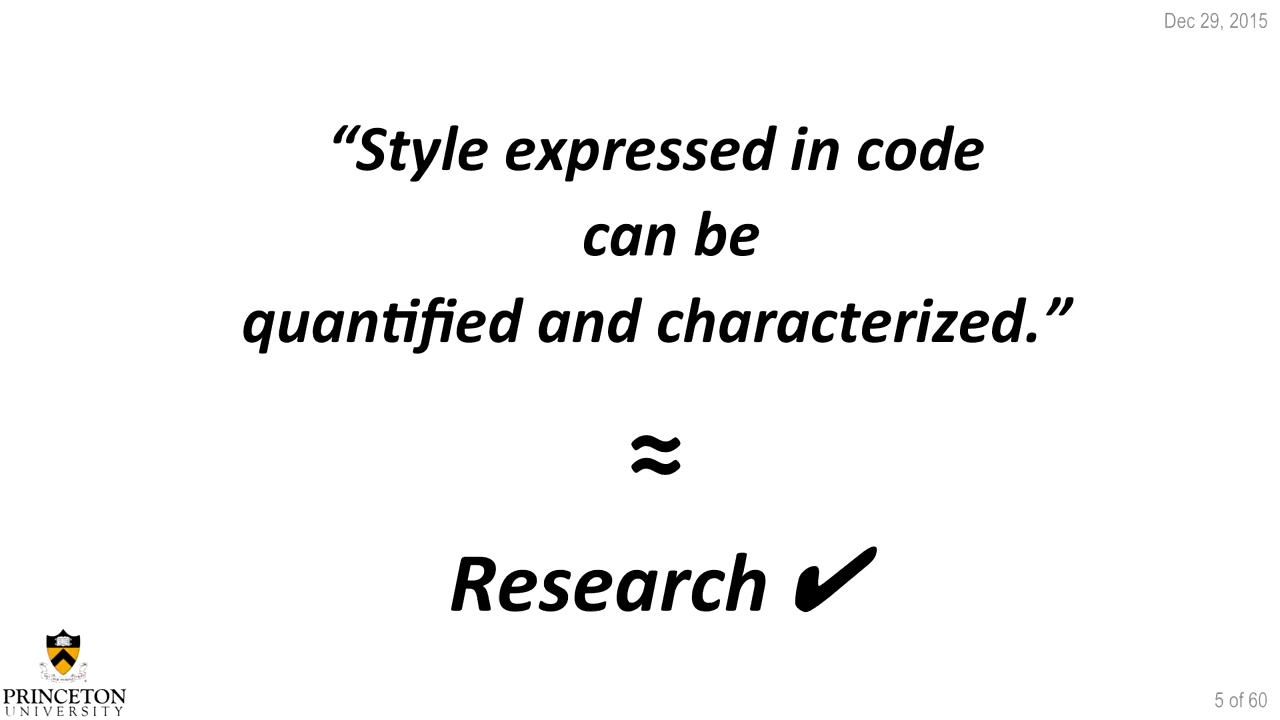 Dec 29, 2015
“Style expressed in code
can be
quantified and characterized.”
≈
Research ✔
PRINCETON
UNIVERSITY
5 of 60